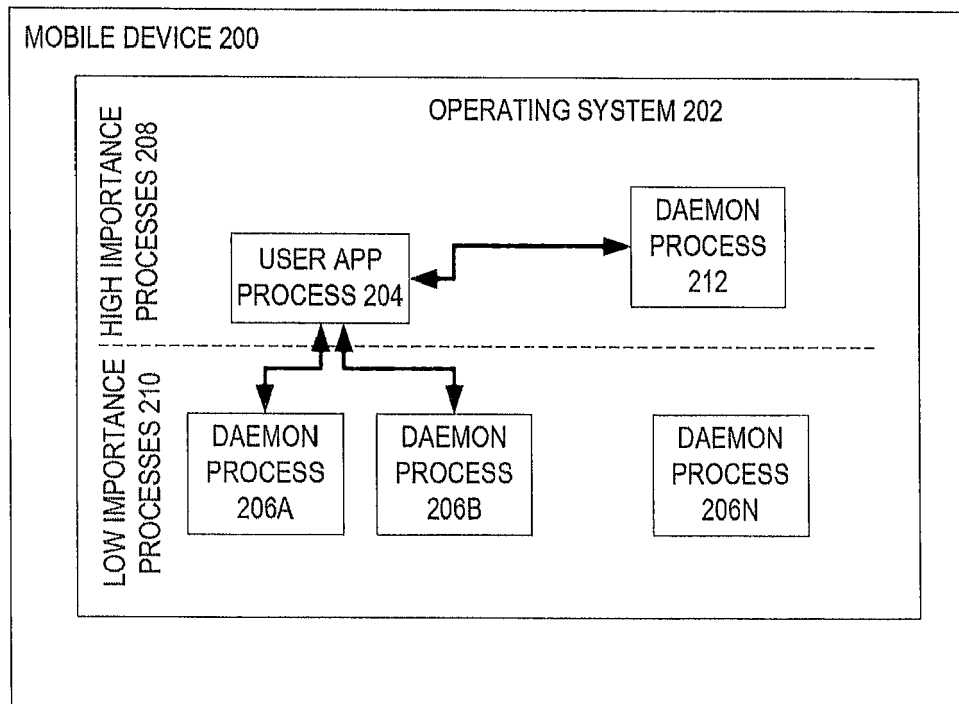 MOBILE DEVICE 200
OPERATING SYSTEM 202
HIGH IMPORTANCE
PROCESSES 208
USER APP
PROCESS 204
DAEMON
PROCESS
212
LOW IMPORTANCE
PROCESSES 210
DAEMON
PROCESS
206A
DAEMON
PROCESS
206B
DAEMON
PROCESS
206N